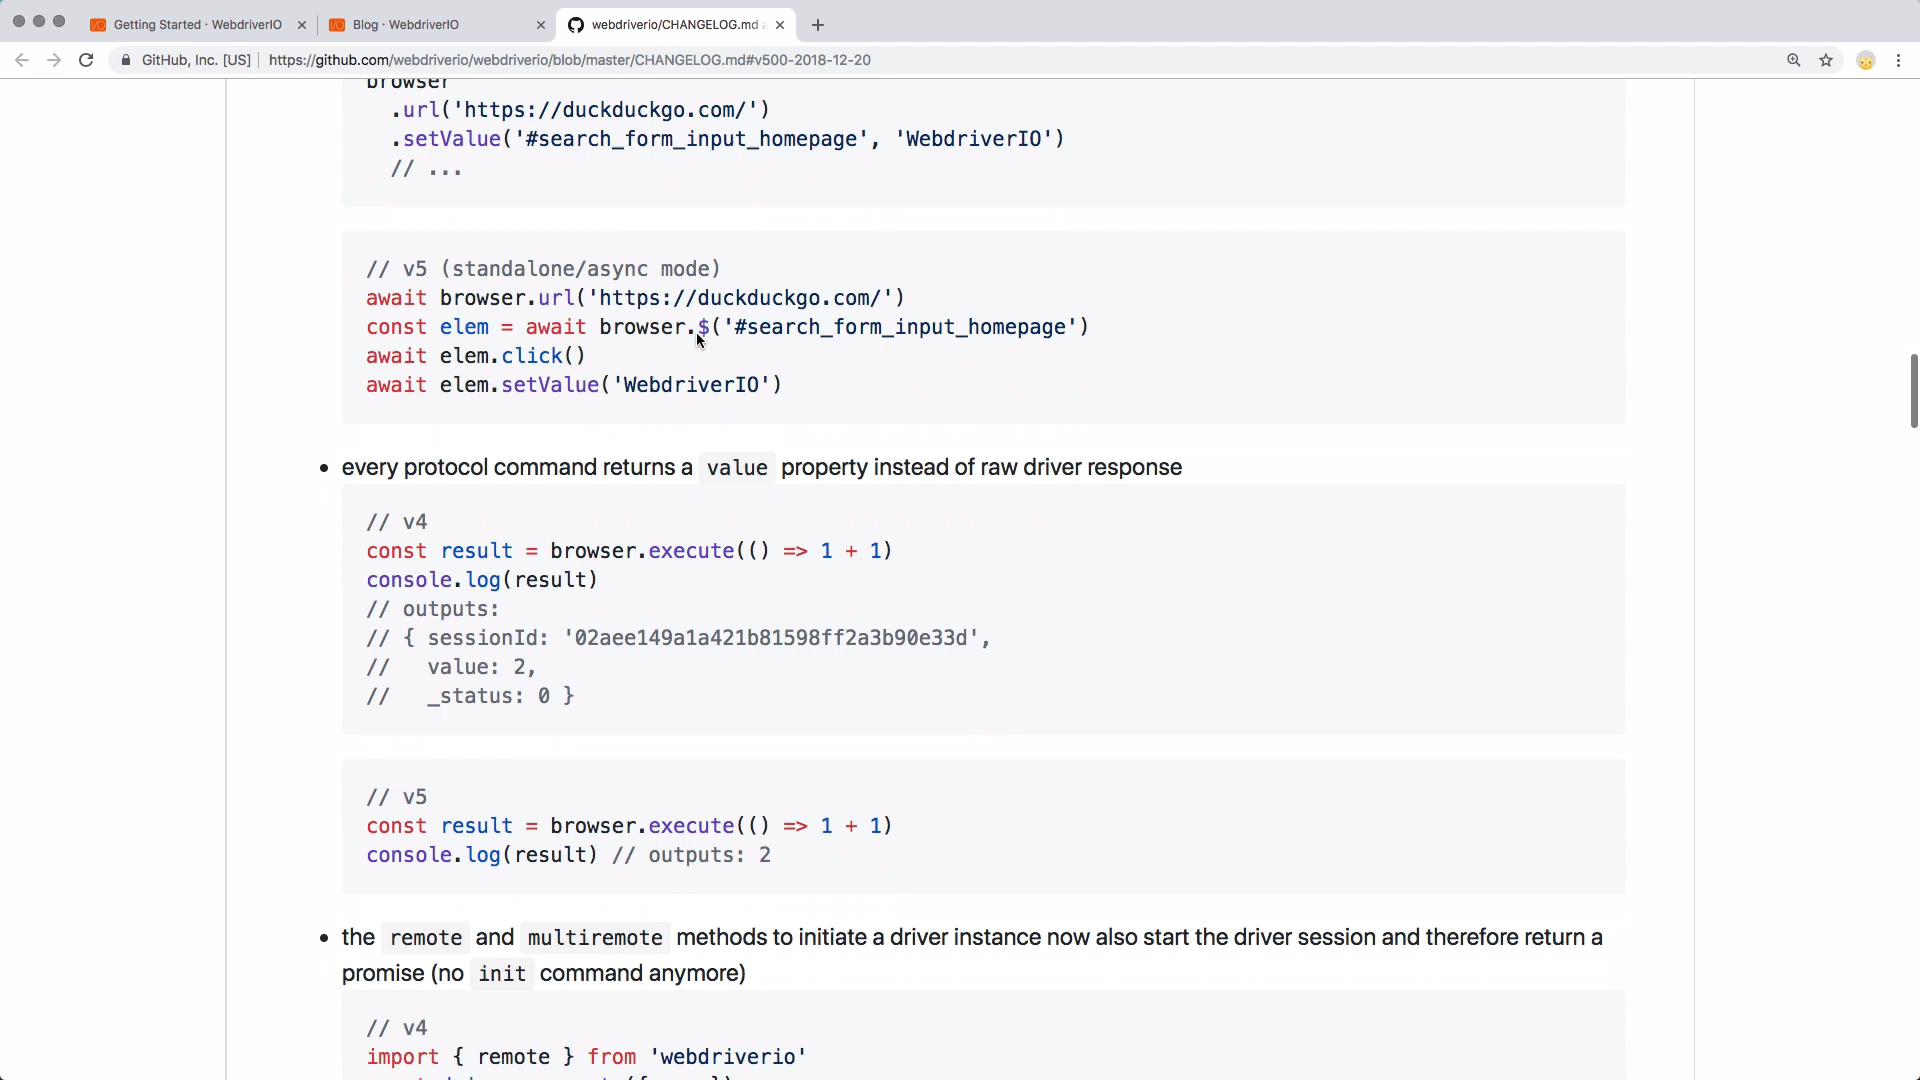 Getting Started · WebdriverIO
Blog · WebdriverIO
webdriverio/CHANGELOG.md
GitHub, Inc. [US] https://github.com/webdriverio/webdriverio/blob/master/CHANGELOG.md#v500-2018-12-20
browser
.url('https://duckduckgo.com/')
.setValue('#search_form_input_homepage', 'WebdriverIO')
// ...
// v5 (standalone/async mode)
await browser.url('https://duckduckgo.com/')
const elem = await browser.$('#search_form_input_homepage')
await elem.click()
await elem.setValue('WebdriverIO')
every protocol command returns a value property instead of raw driver response
// v4
const result = browser.execute(() => 1 + 1)
console.log(result)
// outputs:
// { sessionId: '02aee149a1a421b81598ff2a3b90e33d',
// value: 2,
// _status: 0 }
// v5
const result = browser.execute(() => 1 + 1)
console.log(result) // outputs: 2
the remote and multiremote methods to initiate a driver instance now also start the driver session and therefore return a
promise (no init command anymore)
// v4
import { remote } from 'webdriverio'